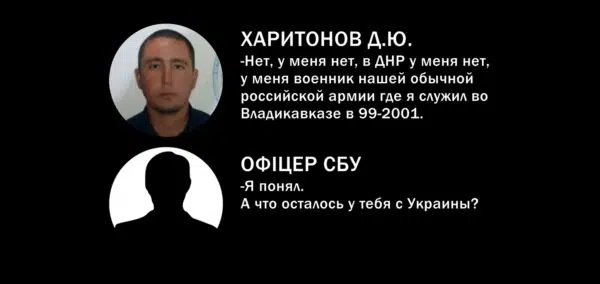 ХАРИТОНОВ Д.Ю.
-Нет, у меня нет, в ДНР у меня нет,
у меня военник нашей обычной
российской армии где я служил во
Владикавказе в 99-2001.
ОФІЦЕР СБУ
-Я понял.
А что осталось у тебя с Украины?